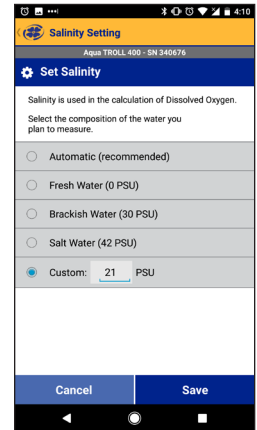 4:10
Salinity Setting
Aqua TROLL 400 - SN 340676
Set Salinity
Salinity is used in the calculation of Dissolved Oxygen.
Select the composition of the water you
plan to measure.
Automatic (recommended)
Fresh Water (0 PSU)
Brackish Water (30 PSU)
Salt Water (42 PSU)
Custom: 21 PSU
Cancel Save